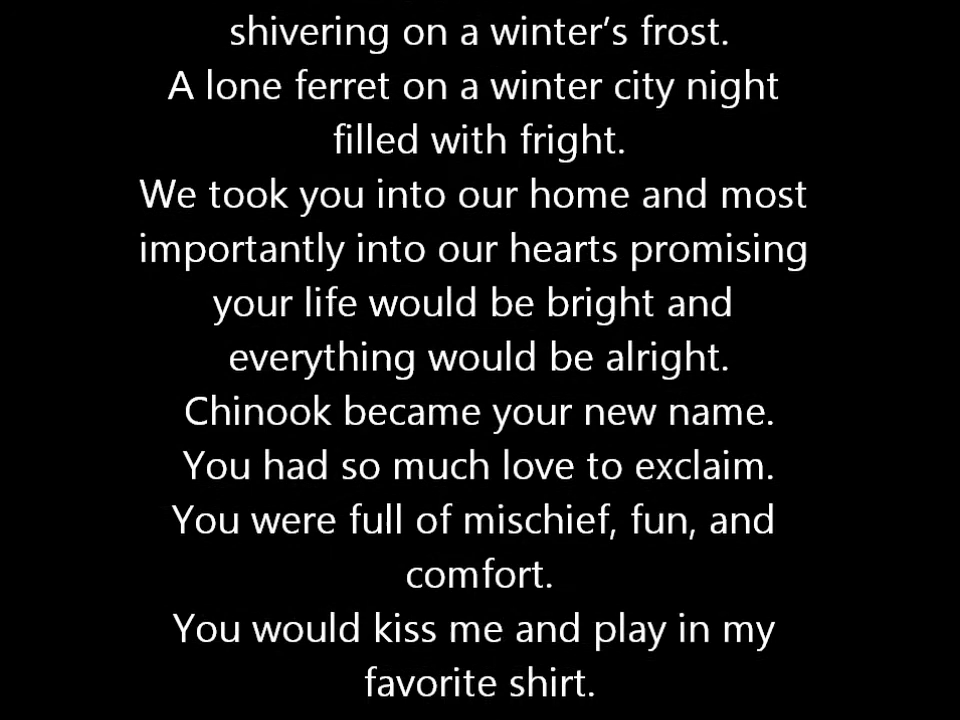 shivering on a winter’s frost.
A lone ferret on a winter city night
filled with fright.
We took you into our home and most
importantly into our hearts promising
your life would be bright and
everything would be alright.
Chinook became your new name.
You had so much love to exclaim.
You were full of mischief, fun, and
comfort.
You would kiss me and play in my
favorite shirt.